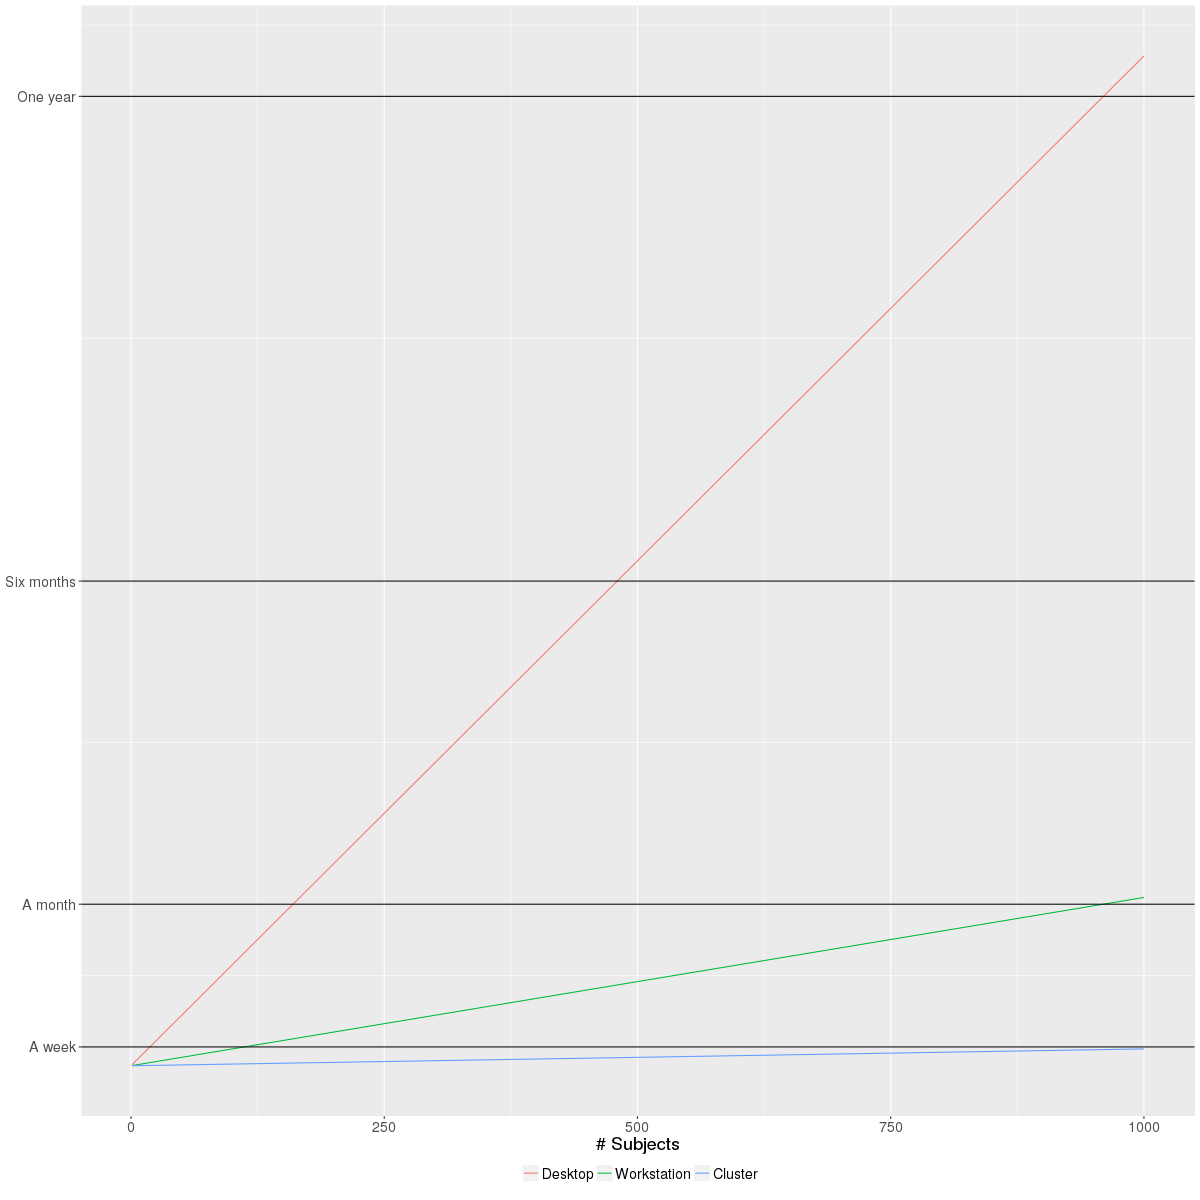 One year
Six months
A month
A week
0 250 500 750 1000
# Subjects
Desktop Workstation Cluster